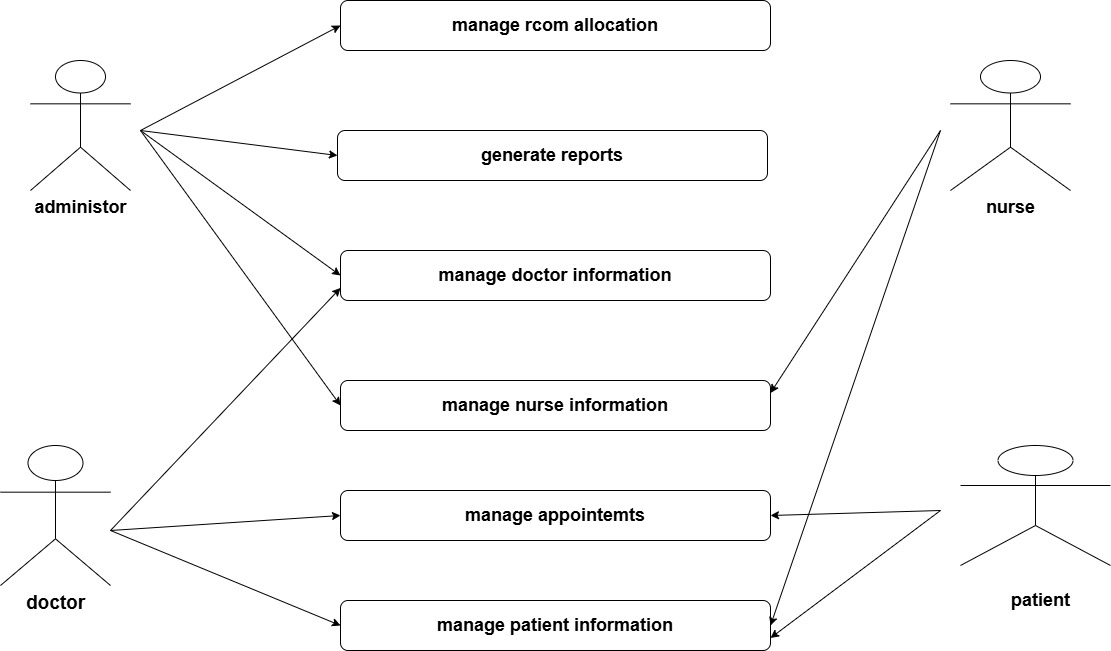 manage rcom allocation
generate reports
administor
nurse
manage doctor information
manage nurse information
manage appointemts
doctor
patient
manage patient information